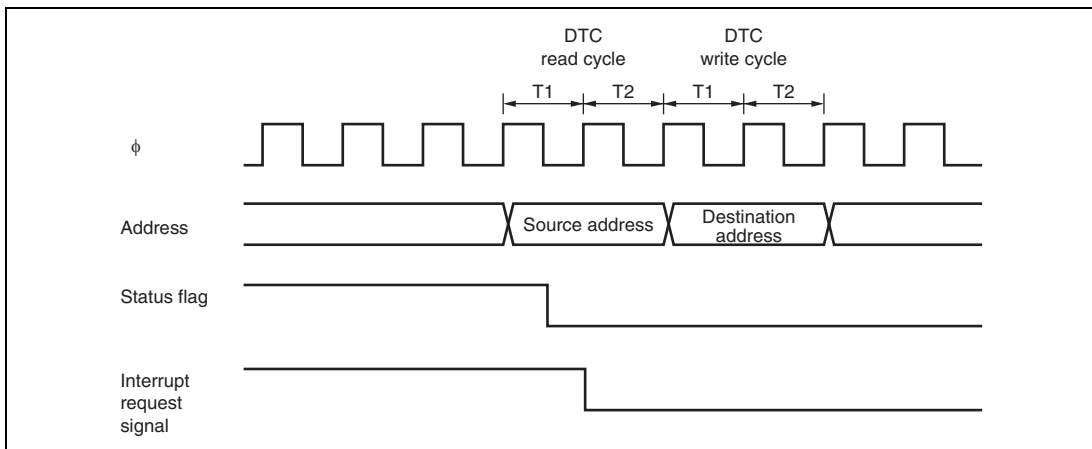 DTC
read cycle
DTC
write cycle
T1
T2
T1
T2
ϕ
Address
Source address
Destination
address
Status flag
Interrupt
request
signal